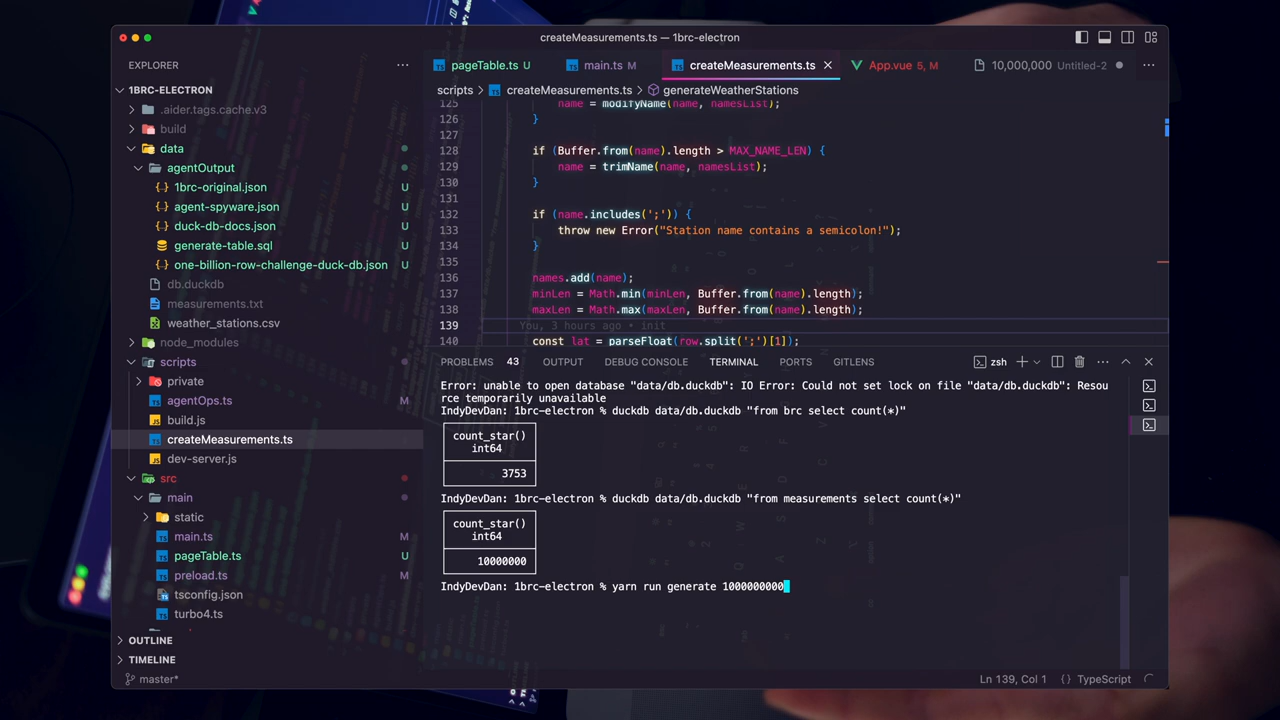 createMeasurements.ts — 1brc-electron
EXPLORER
1BRC-ELECTRON
.aider.tags.cache.v3
build
data
agentOutput
1brc-original.json U
agent-spyware.json U
duck-db-docs.json U
generate-table.sql U
one-billion-row-challenge-duck-db.json U
db.duckdb
measurements.txt
weather_stations.csv
node_modules
scripts
private
agentOps.ts M
build.js
createMeasurements.ts
dev-server.js
src
main
static
main.ts M
pageTable.ts U
preload.ts M
tsconfig.json
turbo4.ts
OUTLINE
TIMELINE
master*
pageTable.ts U main.ts M createMeasurements.ts App.vue 5, M 10,000,000 Untitled-2
scripts > createMeasurements.ts > generateWeatherStations
125 name = modifyName(name, namesList);
126 }
127
128 if (Buffer.from(name).length > MAX_NAME_LEN) {
129 name = trimName(name, namesList);
130 }
131
132 if (name.includes(';')) {
133 throw new Error("Station name contains a semicolon!");
134 }
135
136 names.add(name);
137 minLen = Math.min(minLen, Buffer.from(name).length);
138 maxLen = Math.max(maxLen, Buffer.from(name).length);
139 You, 3 hours ago • init
140 const lat = parseFloat(row.split(';')[1]);
PROBLEMS 43 OUTPUT DEBUG CONSOLE TERMINAL PORTS GITLENS zsh
Error: unable to open database "data/db.duckdb": IO Error: Could not set lock on file "data/db.duckdb": Resou
rce temporarily unavailable
IndyDevDan: 1brc-electron % duckdb data/db.duckdb "from brc select count(*)"
count_star()
int64
3753
IndyDevDan: 1brc-electron % duckdb data/db.duckdb "from measurements select count(*)"
count_star()
int64
10000000
IndyDevDan: 1brc-electron % yarn run generate 1000000000
Ln 139, Col 1 {} TypeScript